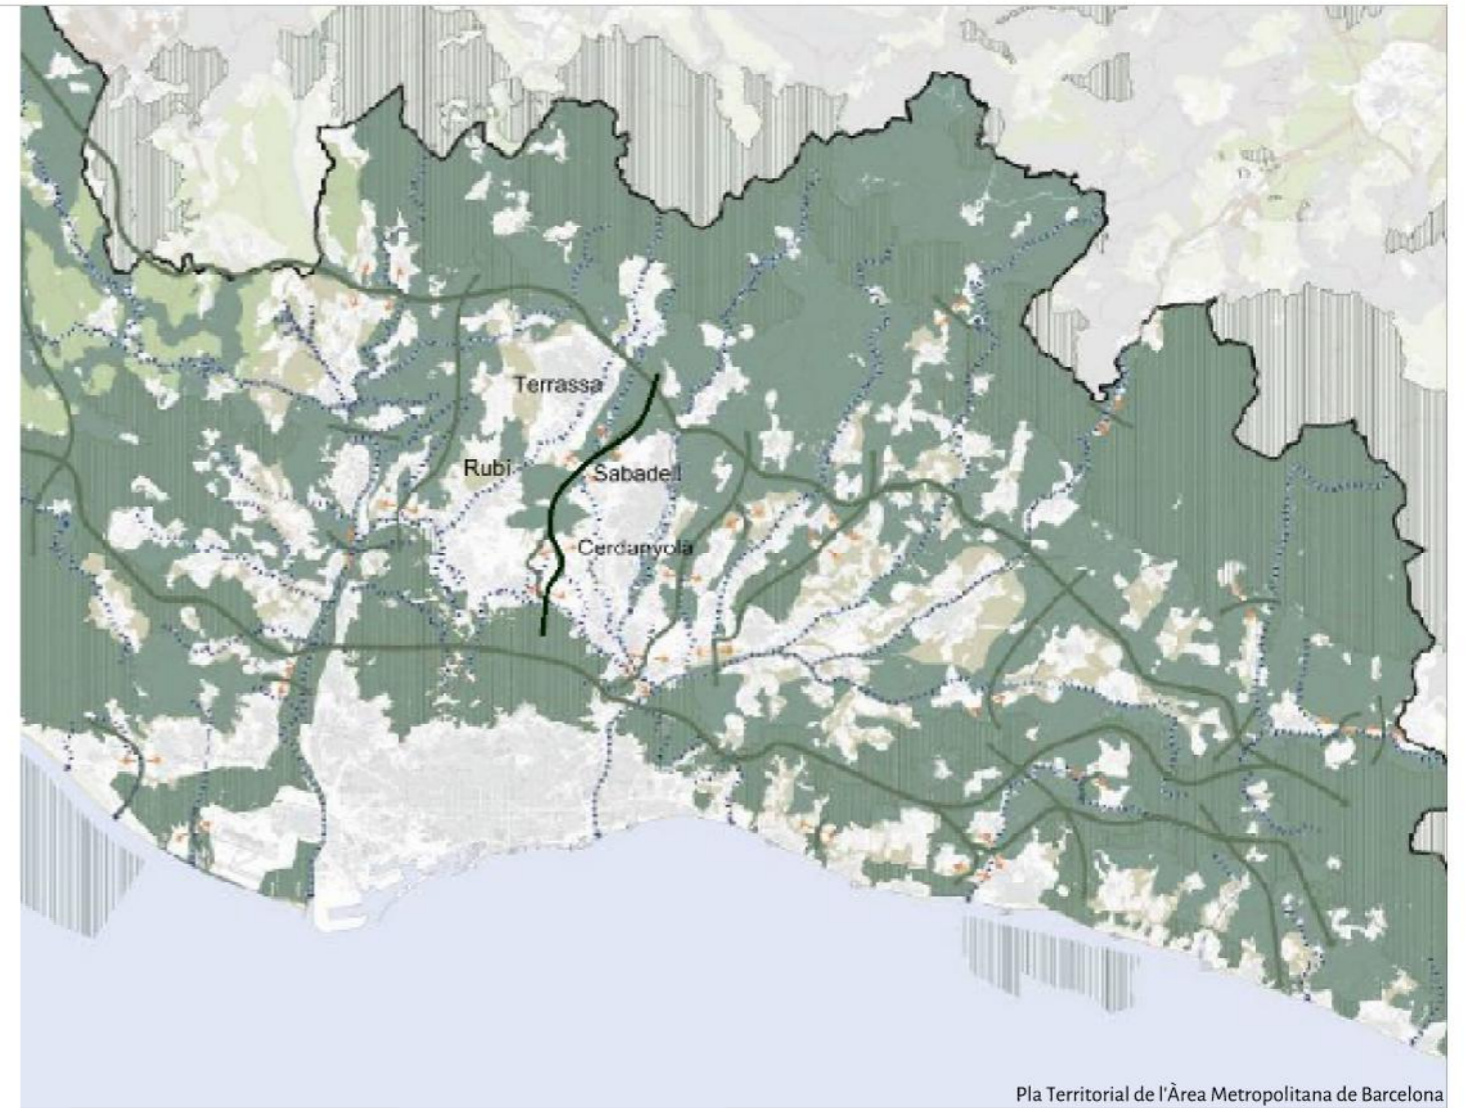 Terrassa
Rubí
Sabadell
Cerdanyola
Pla Territorial de l'Àrea Metropolitana de Barcelona